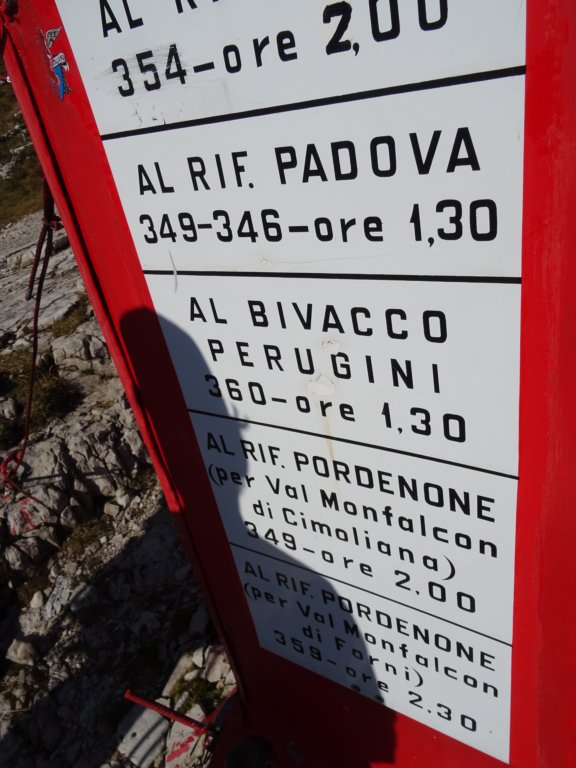 AL
354-ore 2,00
AL RIF. PADOVA
349-346-ore 1,30
AL BIVACCO
PERUGINI
360-ore 1,30
AL RIF. PORDENONE
(per Val Monfalcon
di Cimoliana)
349-ore 2.00
AL RIF. PORDENONE
(per Val Monfalcon
di Forni)
359-ore 2.30